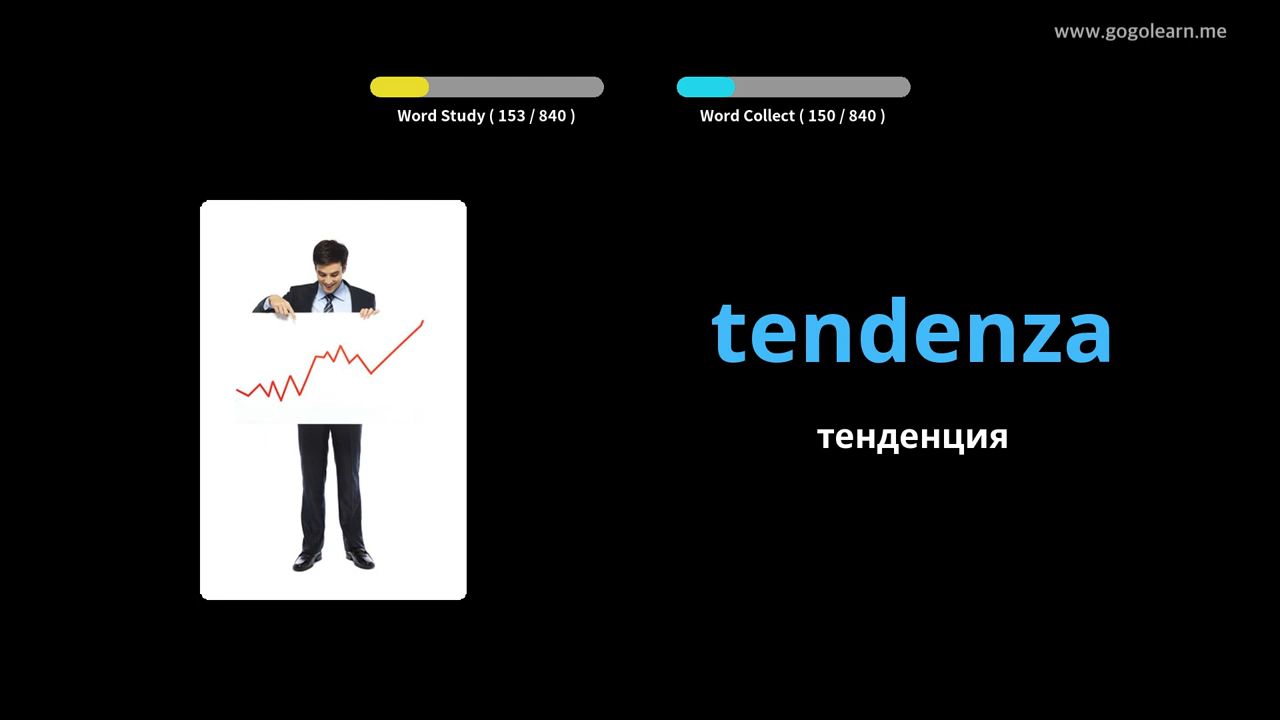 www.gogolearn.me
Word Study ( 153 / 840 )
Word Collect ( 150 / 840 )
tendenza
тенденция